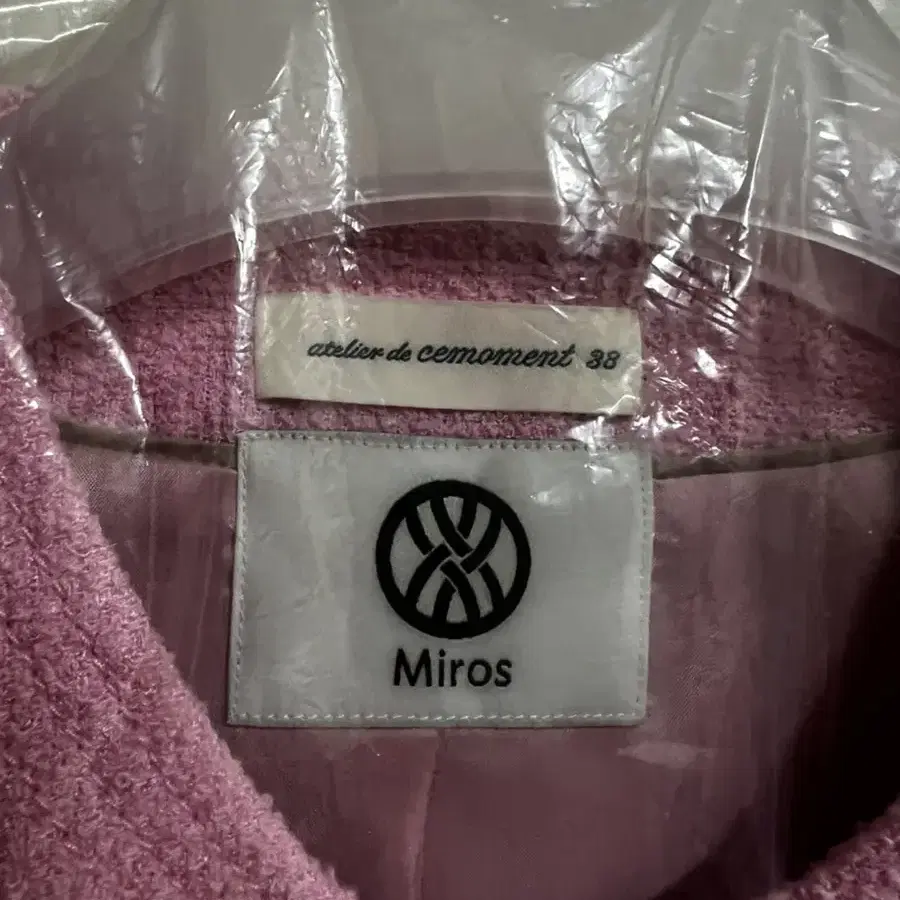 atelier de cemoment 38
Miros